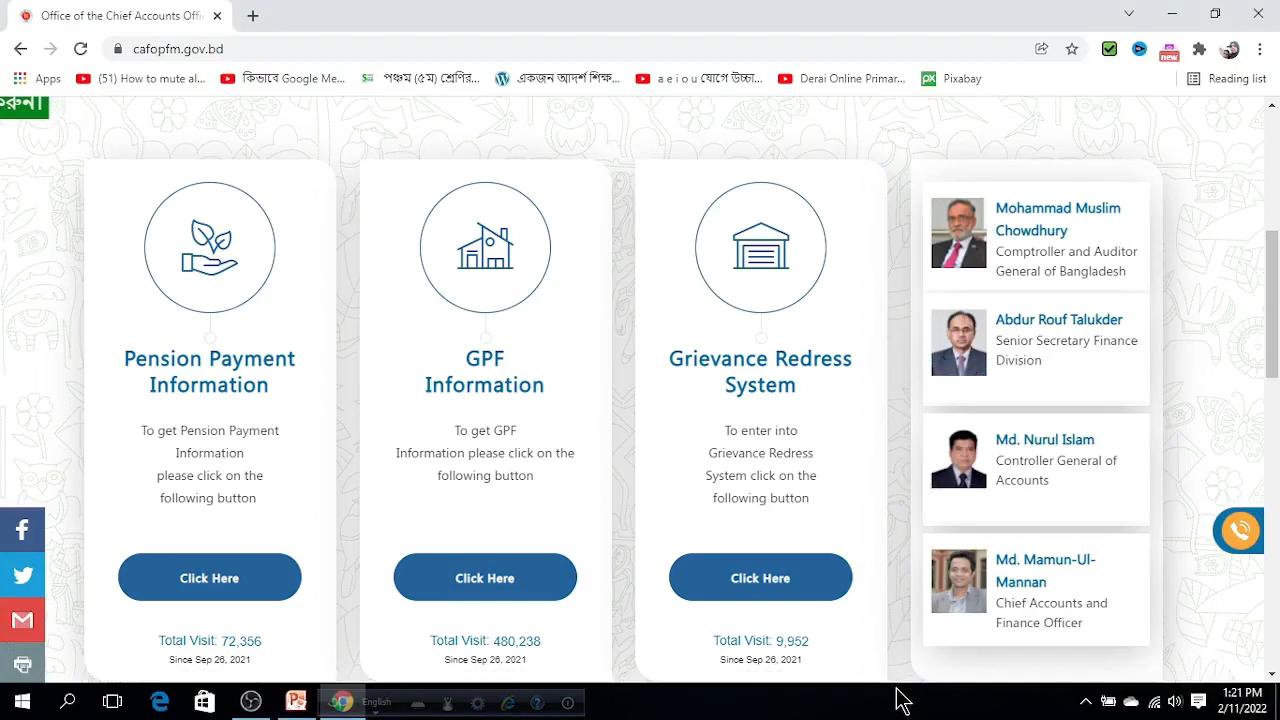 Office of the Chief Accounts Offi
cafopfm.gov.bd
Apps
(51) How to mute al...
কিভাবে Google Me...
পঞ্চম (৫ম) শ্রেণির...
একজন আদর্শ শিক্ষ...
a e i o u যোগে উচ্চা...
Derai Online Primar...
px
Pixabay
Reading list
new
করুন!
Pension Payment
Information
To get Pension Payment
Information
please click on the
following button
Click Here
Total Visit: 72,356
Since Sep 26, 2021
GPF
Information
To get GPF
Information please click on the
following button
Click Here
Total Visit: 480,238
Since Sep 26, 2021
Grievance Redress
System
To enter into
Grievance Redress
System click on the
following button
Click Here
Total Visit: 9,952
Since Sep 26, 2021
Mohammad Muslim
Chowdhury
Comptroller and Auditor
General of Bangladesh
Abdur Rouf Talukder
Senior Secretary Finance
Division
Md. Nurul Islam
Controller General of
Accounts
Md. Mamun-Ul-
Mannan
Chief Accounts and
Finance Officer
English
1:21 PM
2/11/2022